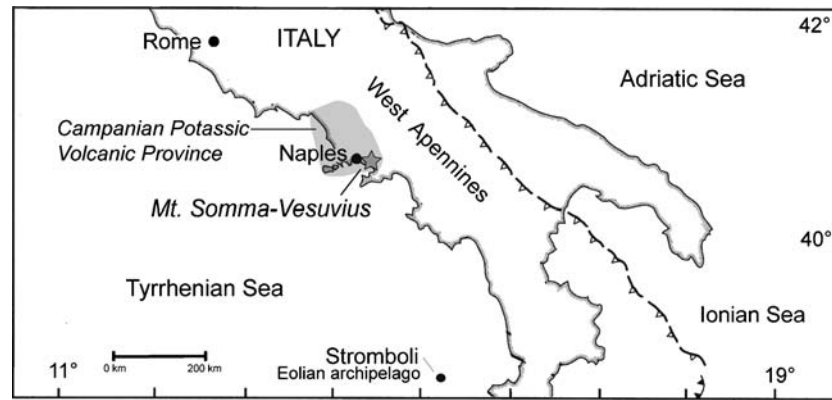 42°
ITALY
Rome
Adriatic Sea
West Apennines
Campanian Potassic
Volcanic Province
Naples
Mt. Somma-Vesuvius
40°
Tyrrhenian Sea
Ionian Sea
0 km 200 km
Stromboli
Eolian archipelago
11°
19°